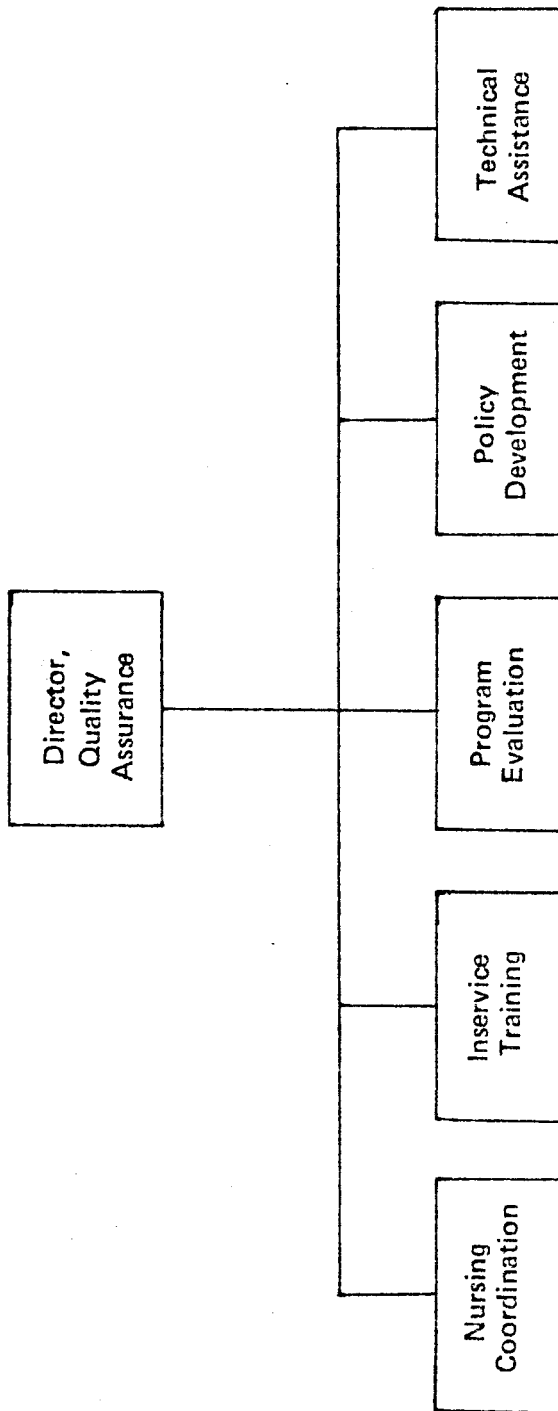 Director,
Quality
Assurance
Nursing
Coordination
Inservice
Training
Program
Evaluation
Policy
Development
Technical
Assistance